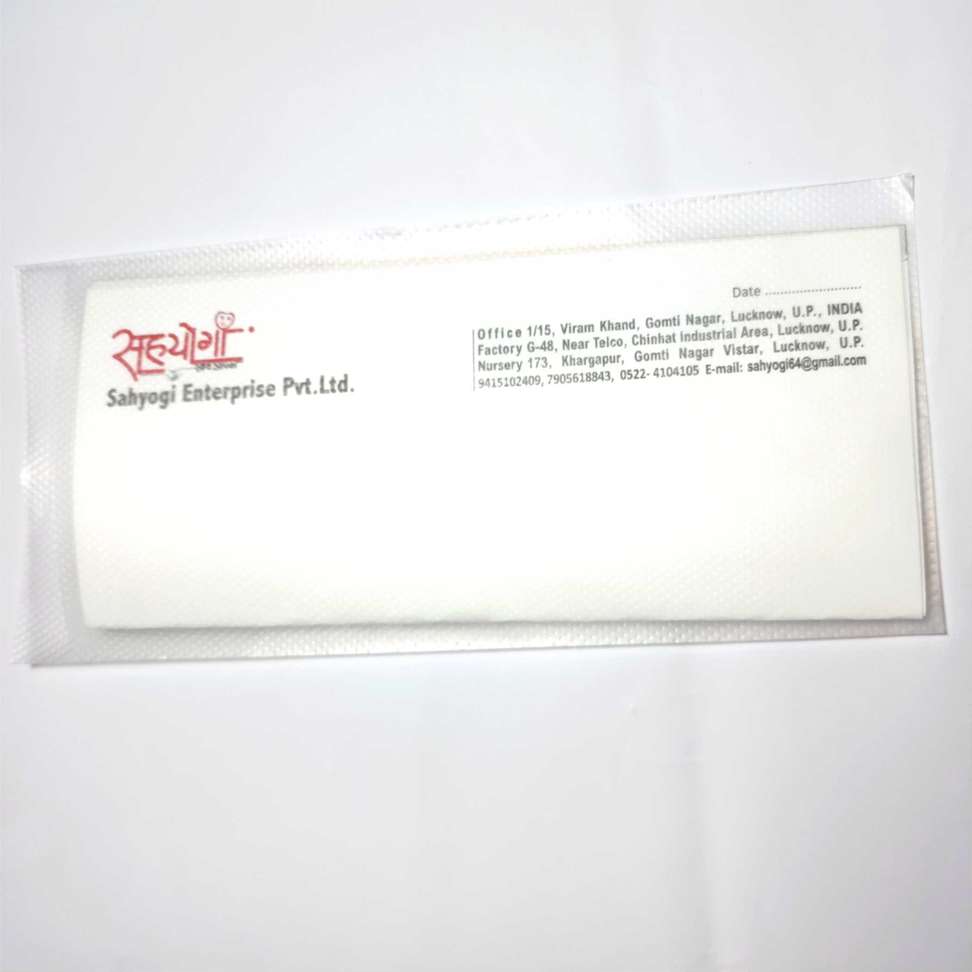 Date ..........................
सहयोगी
Sahyogi Enterprise Pvt.Ltd.
Office 1/15, Viram Khand, Gomti Nagar, Lucknow, U.P., INDIA
Factory G-48, Near Telco, Chinhat Industrial Area, Lucknow, U.P.
Nursery 173, Khargapur, Gomti Nagar Vistar, Lucknow, U.P.
9415102409, 7905618843, 0522- 4104105 E-mail: sahyogi64@gmail.com